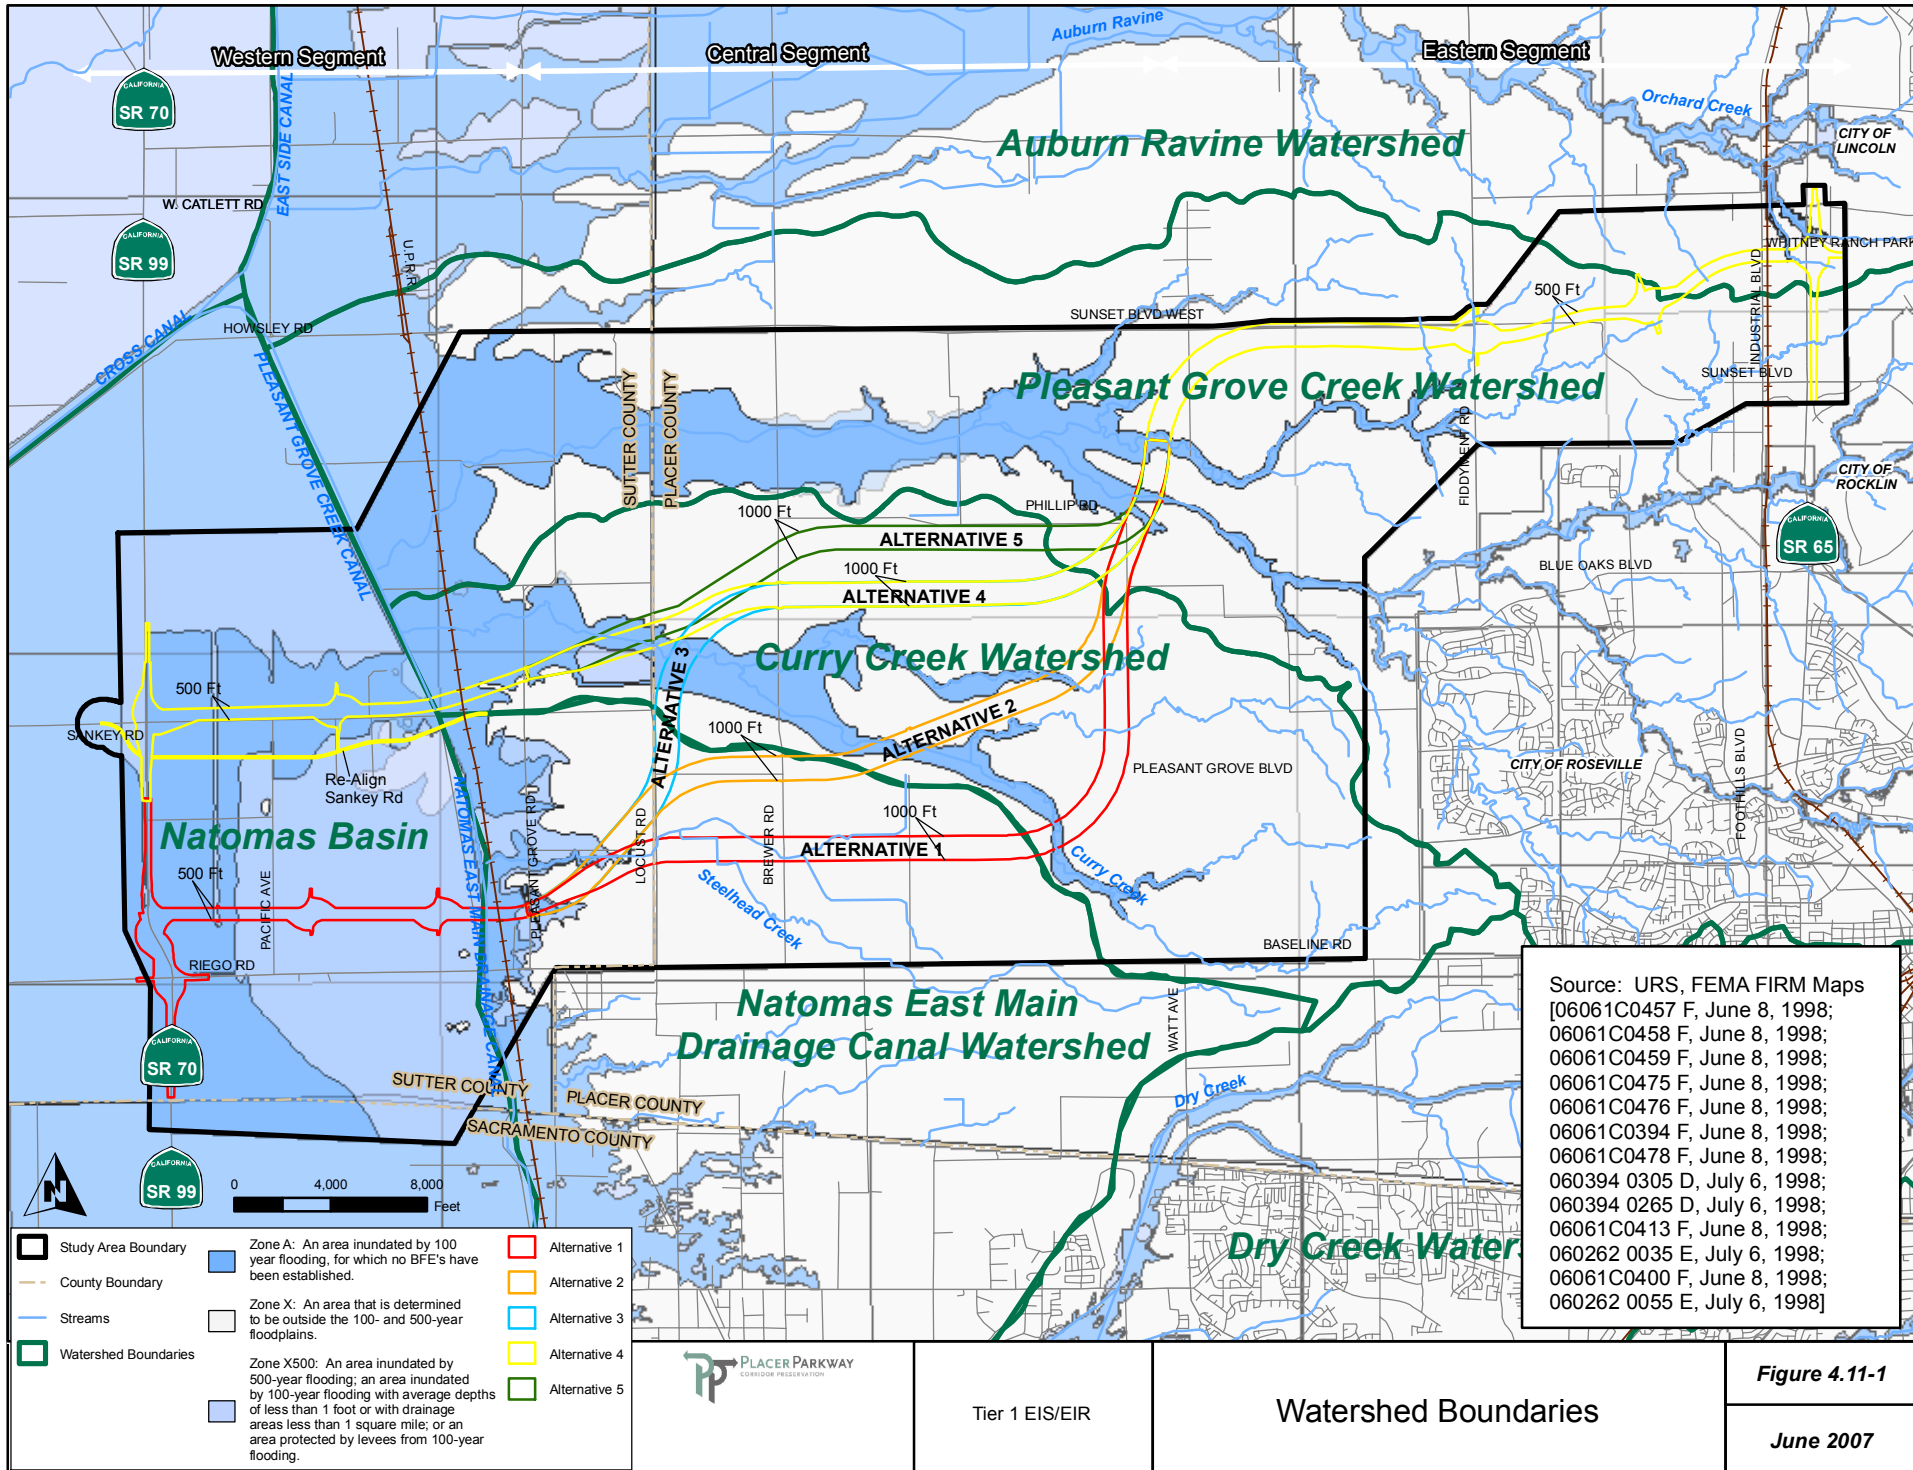 Western Segment
Central Segment
Eastern Segment
Auburn Ravine
CALIFORNIA
SR 70
EAST SIDE CANAL
Orchard Creek
CITY OF
LINCOLN
Auburn Ravine Watershed
W. CATLETT RD
CALIFORNIA
SR 99
U.P.R.R.
WHITNEY RANCH PARK
INDUSTRIAL BLVD
500 Ft
SUNSET BLVD WEST
HOWSLEY RD
CROSS CANAL
PLEASANT GROVE CREEK CANAL
SUTTER COUNTY
PLACER COUNTY
Pleasant Grove Creek Watershed
SUNSET BLVD
FIDDYMENT RD
CITY OF
ROCKLIN
1000 Ft
PHILLIP RD
CALIFORNIA
SR 65
ALTERNATIVE 5
1000 Ft
BLUE OAKS BLVD
ALTERNATIVE 4
Curry Creek Watershed
ALTERNATIVE 3
500 Ft
SANKEY RD
1000 Ft
ALTERNATIVE 2
Re-Align
Sankey Rd
PLEASANT GROVE BLVD
CITY OF ROSEVILLE
FOOTHILLS BLVD
NATOMAS EAST MAIN DRAINAGE CANAL
PLEASANT GROVE RD
LOCUST RD
BREWER RD
1000 Ft
Natomas Basin
ALTERNATIVE 1
500 Ft
PACIFIC AVE
Steelhead Creek
Curry Creek
BASELINE RD
RIEGO RD
Natomas East Main
Drainage Canal Watershed
WATT AVE
CALIFORNIA
SR 70
SUTTER COUNTY
PLACER COUNTY
SACRAMENTO COUNTY
Dry Creek
CALIFORNIA
SR 99
N
0 4,000 8,000
Feet
Dry Creek Waters
Source: URS, FEMA FIRM Maps
[06061C0457 F, June 8, 1998;
06061C0458 F, June 8, 1998;
06061C0459 F, June 8, 1998;
06061C0475 F, June 8, 1998;
06061C0476 F, June 8, 1998;
06061C0394 F, June 8, 1998;
06061C0478 F, June 8, 1998;
060394 0305 D, July 6, 1998;
060394 0265 D, July 6, 1998;
06061C0413 F, June 8, 1998;
060262 0035 E, July 6, 1998;
06061C0400 F, June 8, 1998;
060262 0055 E, July 6, 1998]
Study Area Boundary
County Boundary
Streams
Watershed Boundaries
Zone A: An area inundated by 100
year flooding, for which no BFE's have
been established.
Zone X: An area that is determined
to be outside the 100- and 500-year
floodplains.
Zone X500: An area inundated by
500-year flooding; an area inundated
by 100-year flooding with average depths
of less than 1 foot or with drainage
areas less than 1 square mile; or an
area protected by levees from 100-year
flooding.
Alternative 1
Alternative 2
Alternative 3
Alternative 4
Alternative 5
PLACER PARKWAY
CORRIDOR PRESERVATION
Tier 1 EIS/EIR
Watershed Boundaries
Figure 4.11-1
June 2007